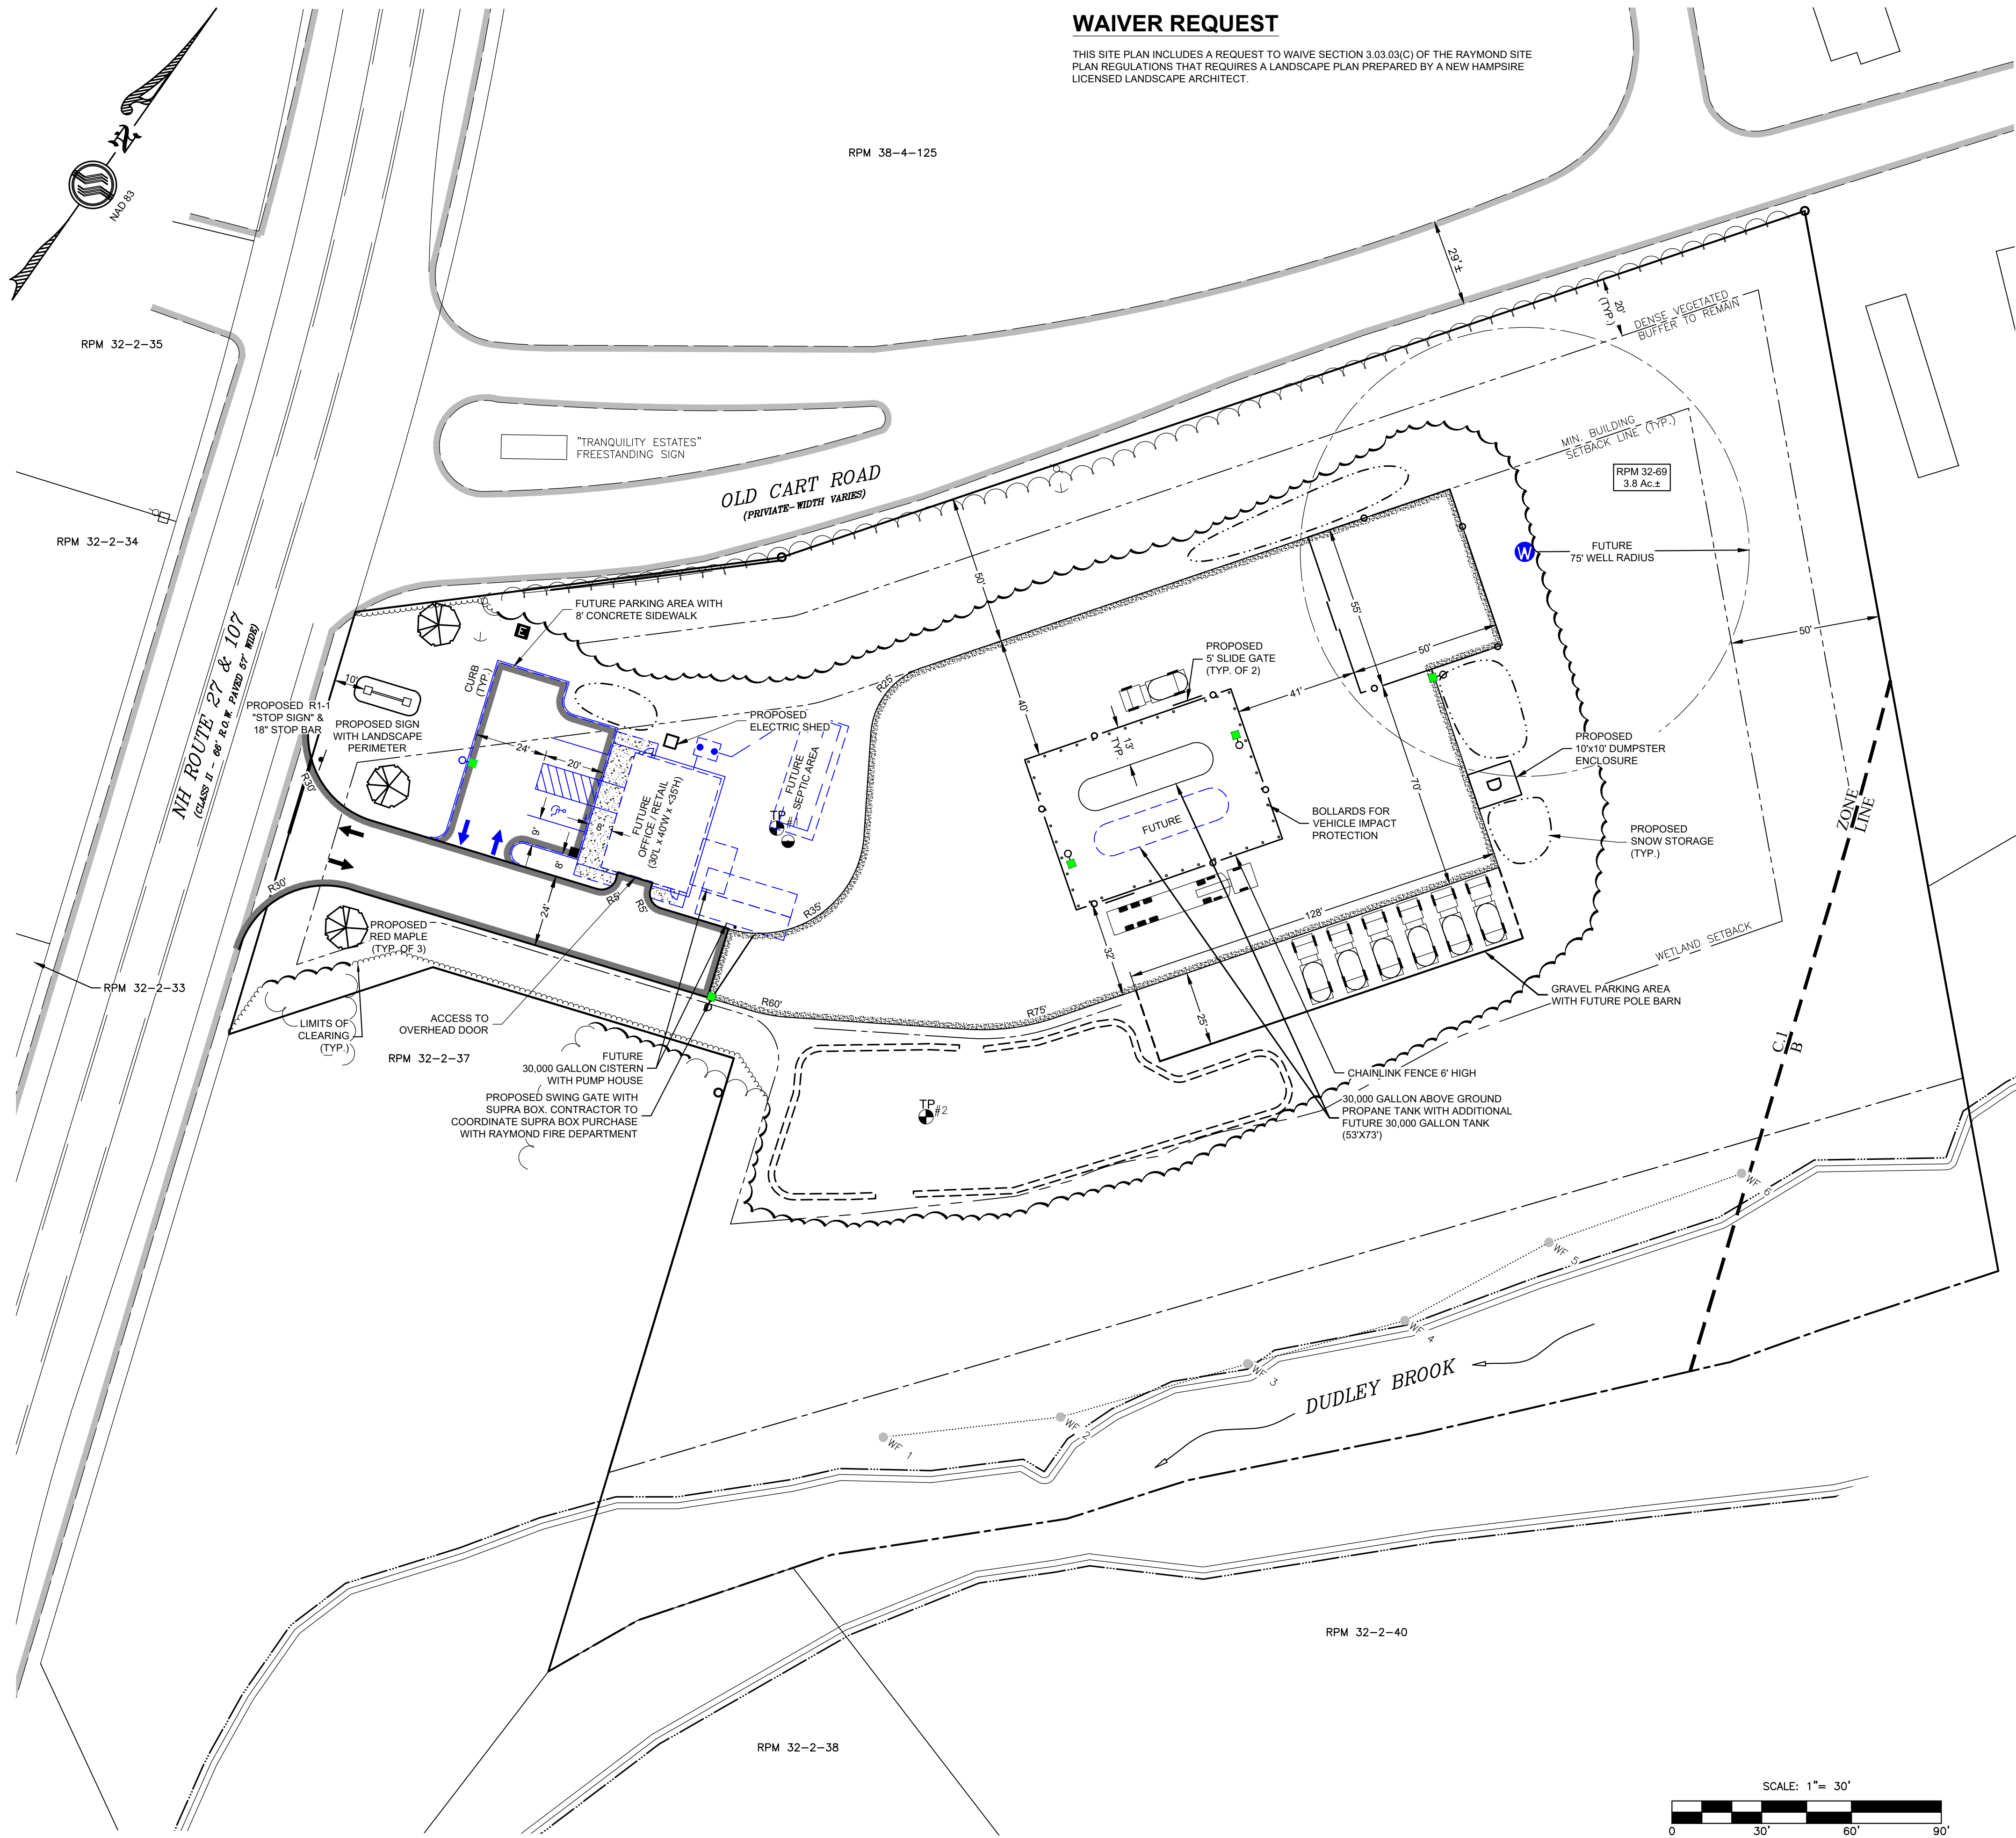 WAIVER REQUEST
THIS SITE PLAN INCLUDES A REQUEST TO WAIVE SECTION 3.03.03(C) OF THE RAYMOND SITE
PLAN REGULATIONS THAT REQUIRES A LANDSCAPE PLAN PREPARED BY A NEW HAMPSIRE
LICENSED LANDSCAPE ARCHITECT.
N
NAD 83
RPM 38-4-125
RPM 32-2-35
RPM 32-2-34
29'±
20'
(TYP.)
DENSE VEGETATED
BUFFER TO REMAIN
"TRANQUILITY ESTATES"
FREESTANDING SIGN
OLD CART ROAD
(PRIVIATE-WIDTH VARIES)
MIN. BUILDING
SETBACK LINE (TYP.)
RPM 32-69
3.8 Ac.±
W
FUTURE
75' WELL RADIUS
50'
NH ROUTE 27 & 107
(CLASS II - 66' R.O.W. PAVED 57' WIDE)
FUTURE PARKING AREA WITH
8' CONCRETE SIDEWALK
E
CURB
(TYP.)
10'
PROPOSED R1-1
"STOP SIGN" &
18" STOP BAR
PROPOSED SIGN
WITH LANDSCAPE
PERIMETER
PROPOSED
ELECTRIC SHED
24'
20'
9'
8'
8'
FUTURE
OFFICE / RETAIL
(30'L x 40'W x <35'H)
FUTURE
SEPTIC AREA
TP
#
R25'
50'
40'
PROPOSED
5' SLIDE GATE
(TYP. OF 2)
55'
50'
41'
13'
TYP.
FUTURE
70'
PROPOSED
10'x10' DUMPSTER
ENCLOSURE
D
BOLLARDS FOR
VEHICLE IMPACT
PROTECTION
PROPOSED
SNOW STORAGE
(TYP.)
ZONE
LINE
R30'
R30'
24'
R5'
R5'
R35'
32'
128'
25'
WETLAND SETBACK
PROPOSED
RED MAPLE
(TYP. OF 3)
RPM 32-2-33
LIMITS OF
CLEARING
(TYP.)
RPM 32-2-37
ACCESS TO
OVERHEAD DOOR
R60'
R75'
GRAVEL PARKING AREA
WITH FUTURE POLE BARN
C.1
B
FUTURE
30,000 GALLON CISTERN
WITH PUMP HOUSE
PROPOSED SWING GATE WITH
SUPRA BOX. CONTRACTOR TO
COORDINATE SUPRA BOX PURCHASE
WITH RAYMOND FIRE DEPARTMENT
TP
#2
CHAINLINK FENCE 6' HIGH
30,000 GALLON ABOVE GROUND
PROPANE TANK WITH ADDITIONAL
FUTURE 30,000 GALLON TANK
(53'X73')
WF 6
WF 5
WF 4
WF 3
WF 2
WF 1
DUDLEY BROOK
RPM 32-2-40
RPM 32-2-38
SCALE: 1"= 30'
0
30'
60'
90'